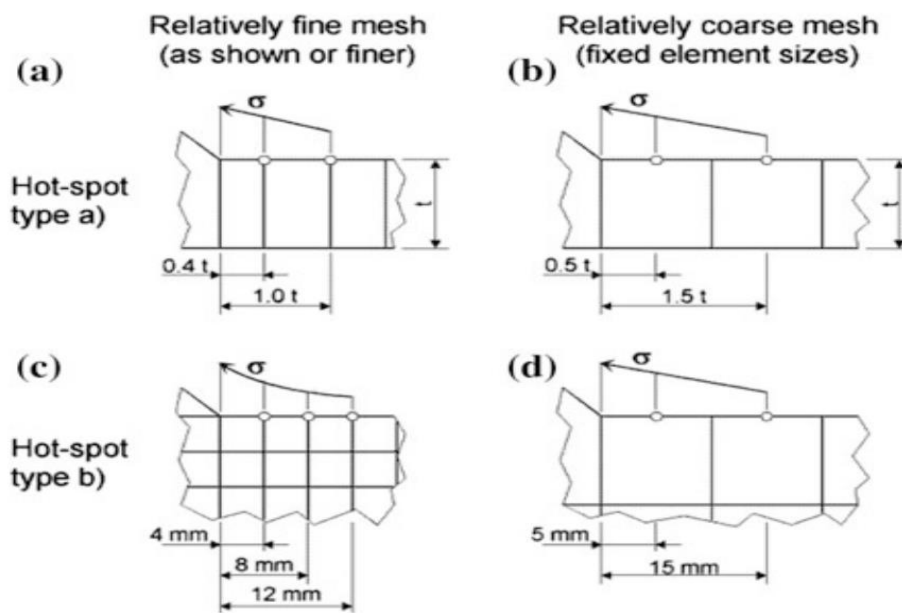 Relatively fine mesh
(as shown or finer)
Relatively coarse mesh
(fixed element sizes)
(a)
(b)
σ
σ
Hot-spot
type a)
t
t
0.4 t
1.0 t
0.5 t
1.5 t
(c)
(d)
σ
σ
Hot-spot
type b)
4 mm
8 mm
12 mm
5 mm
15 mm